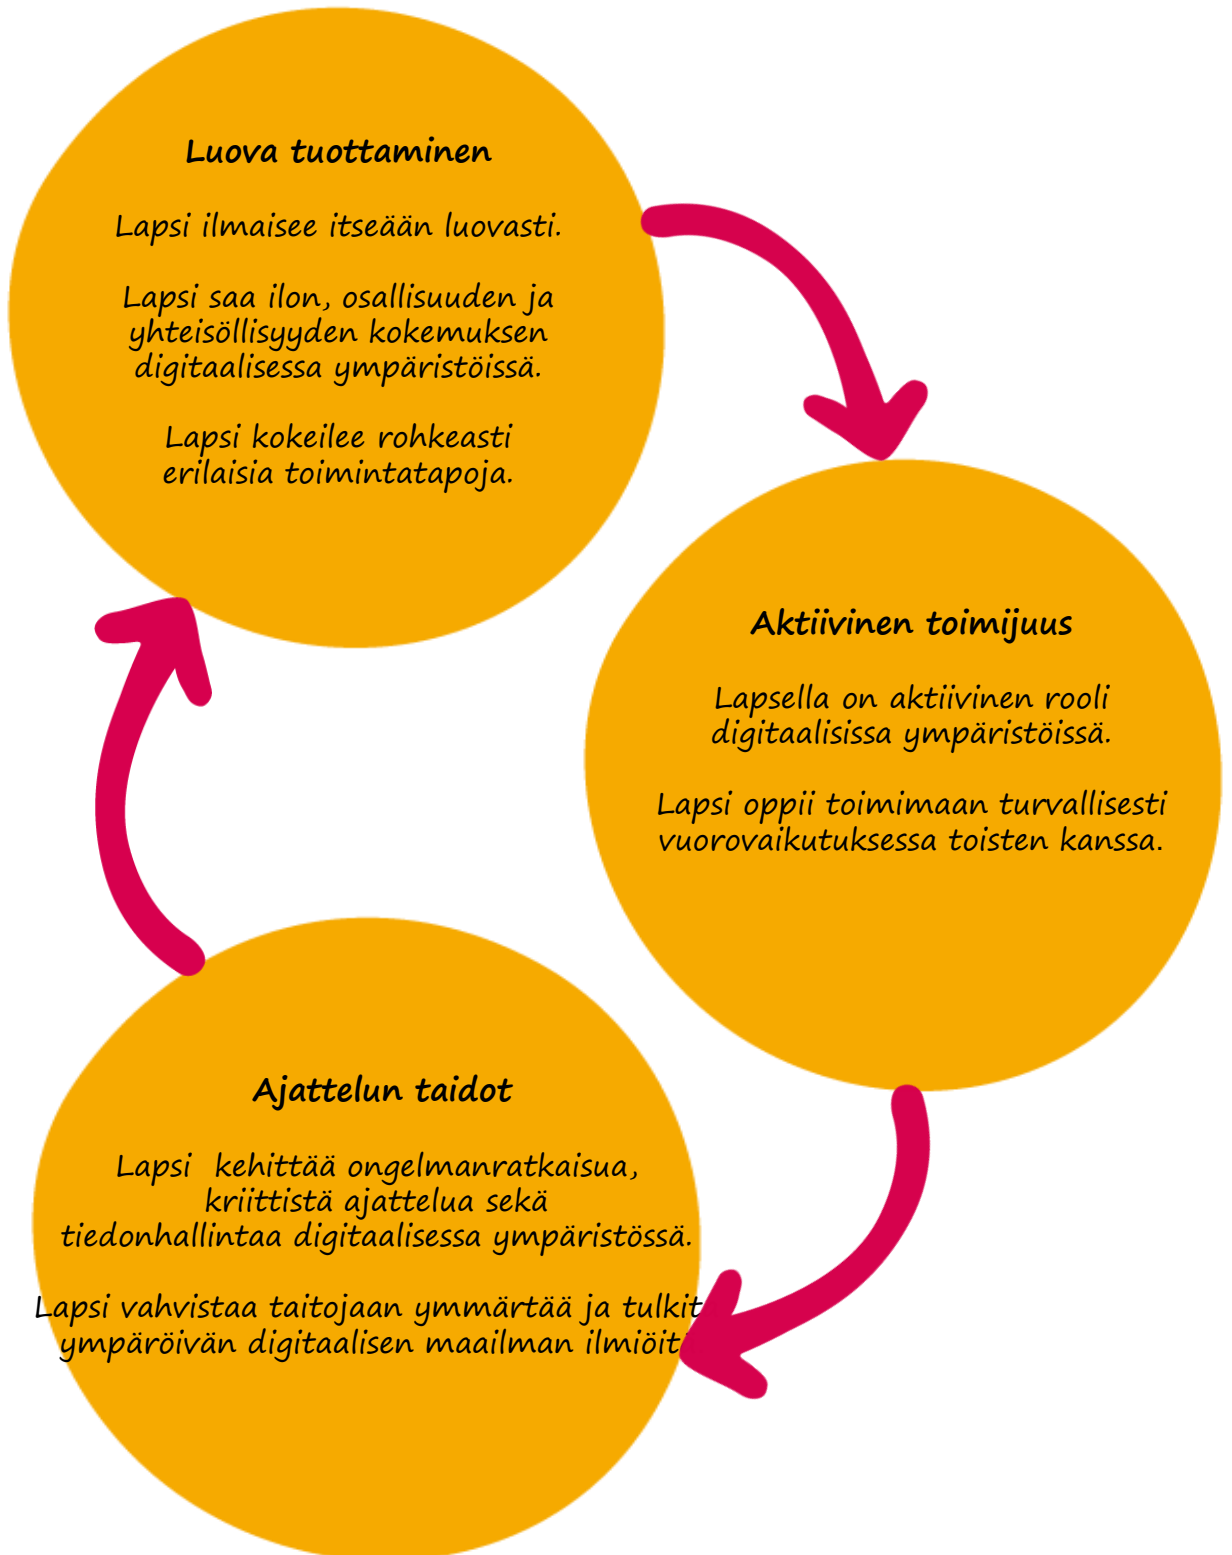 Luova tuottaminen
Lapsi ilmaisee itseään luovasti.
Lapsi saa ilon, osallisuuden ja
yhteisöllisyyden kokemuksen
digitaalisessa ympäristöissä.
Lapsi kokeilee rohkeasti
erilaisia toimintatapoja.
Aktiivinen toimijuus
Lapsella on aktiivinen rooli
digitaalisissa ympäristöissä.
Lapsi oppii toimimaan turvallisesti
vuorovaikutuksessa toisten kanssa.
Ajattelun taidot
Lapsi kehittää ongelmanratkaisua,
kriittistä ajattelua sekä
tiedonhallintaa digitaalisessa ympäristössä.
Lapsi vahvistaa taitojaan ymmärtää ja
ympäröivän digitaalisen maailman